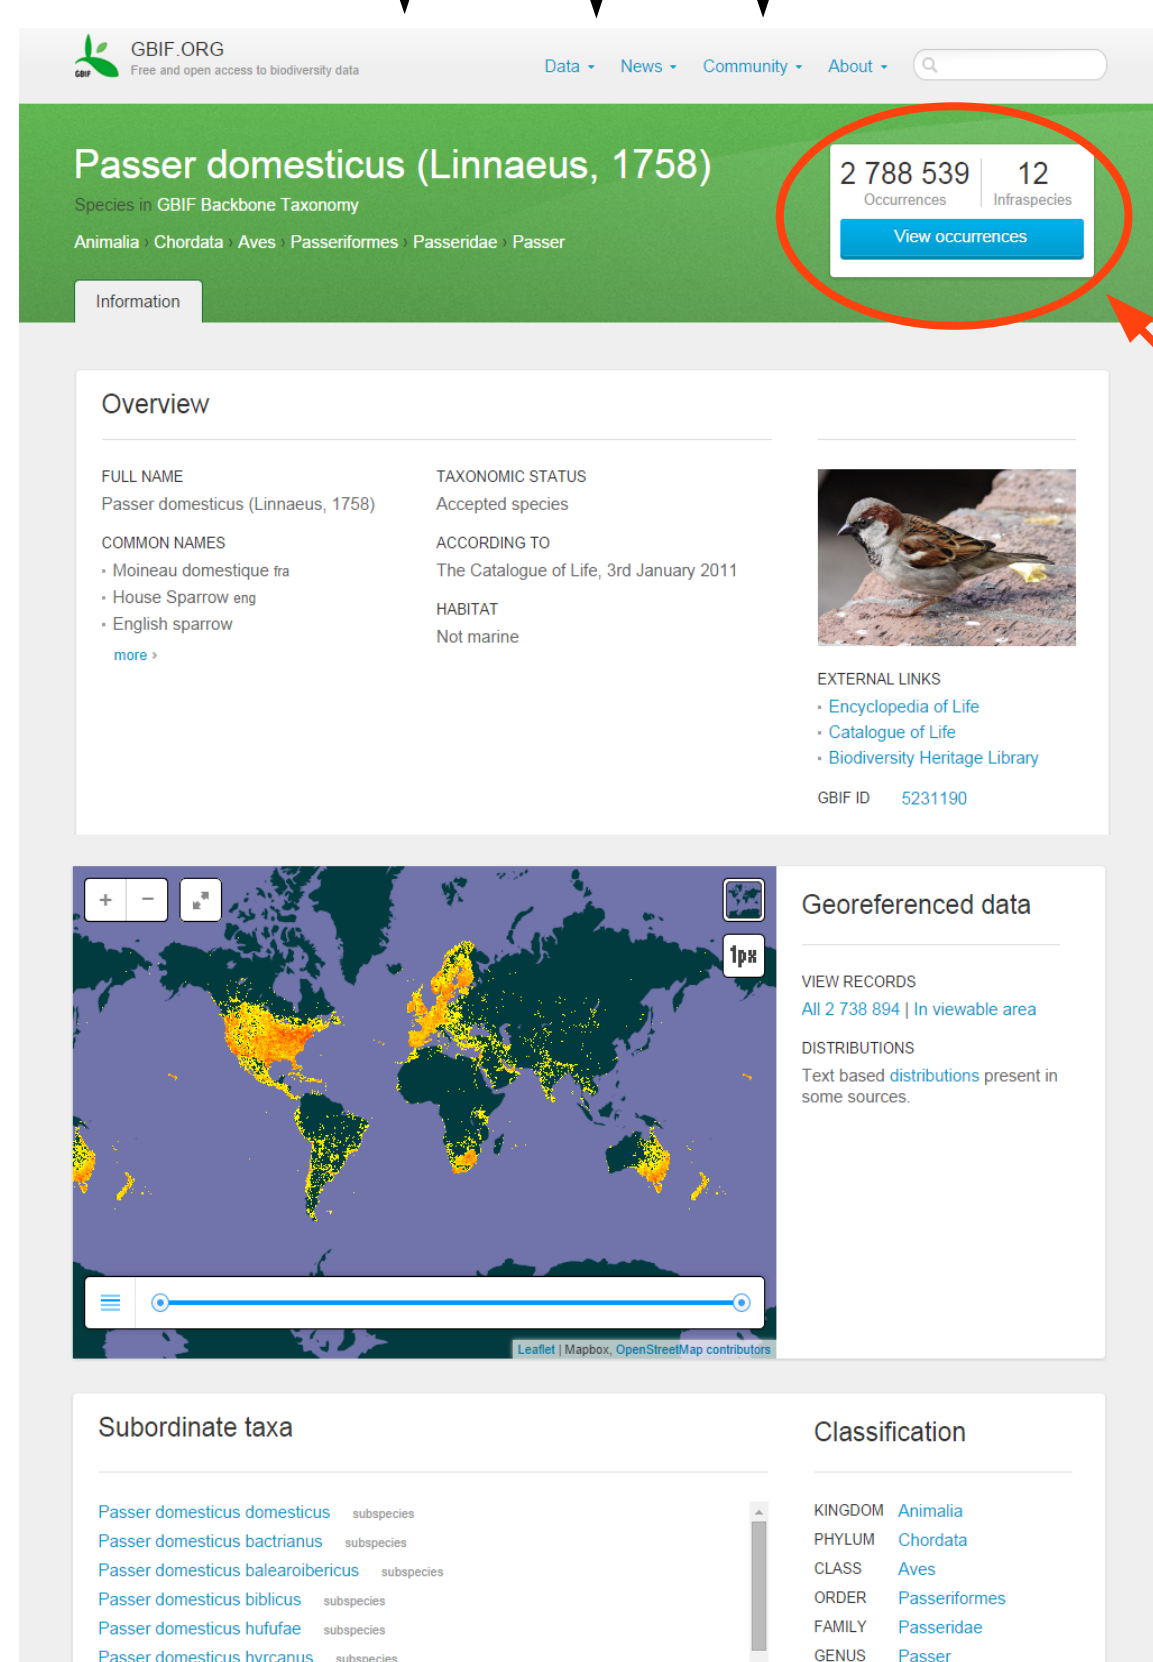 GBIF.ORG
GBIF
Free and open access to biodiversity data
Data News Community About
Passer domesticus (Linnaeus, 1758)
Species in GBIF Backbone Taxonomy
Animalia › Chordata › Aves › Passeriformes › Passeridae › Passer
2 788 539 12
Occurrences Infraspecies
View occurrences
Information
Overview
FULL NAME
Passer domesticus (Linnaeus, 1758)
COMMON NAMES
Moineau domestique fra
House Sparrow eng
English sparrow
more ›
TAXONOMIC STATUS
Accepted species
ACCORDING TO
The Catalogue of Life, 3rd January 2011
HABITAT
Not marine
EXTERNAL LINKS
Encyclopedia of Life
Catalogue of Life
Biodiversity Heritage Library
GBIF ID 5231190
+ −
1px
Leaflet | Mapbox, OpenStreetMap contributors
Georeferenced data
VIEW RECORDS
All 2 738 894 | In viewable area
DISTRIBUTIONS
Text based distributions present in
some sources.
Subordinate taxa
Passer domesticus domesticus subspecies
Passer domesticus bactrianus subspecies
Passer domesticus balearoibericus subspecies
Passer domesticus biblicus subspecies
Passer domesticus hufufae subspecies
Passer domesticus hyrcanus subspecies
Classification
KINGDOM Animalia
PHYLUM Chordata
CLASS Aves
ORDER Passeriformes
FAMILY Passeridae
GENUS Passer